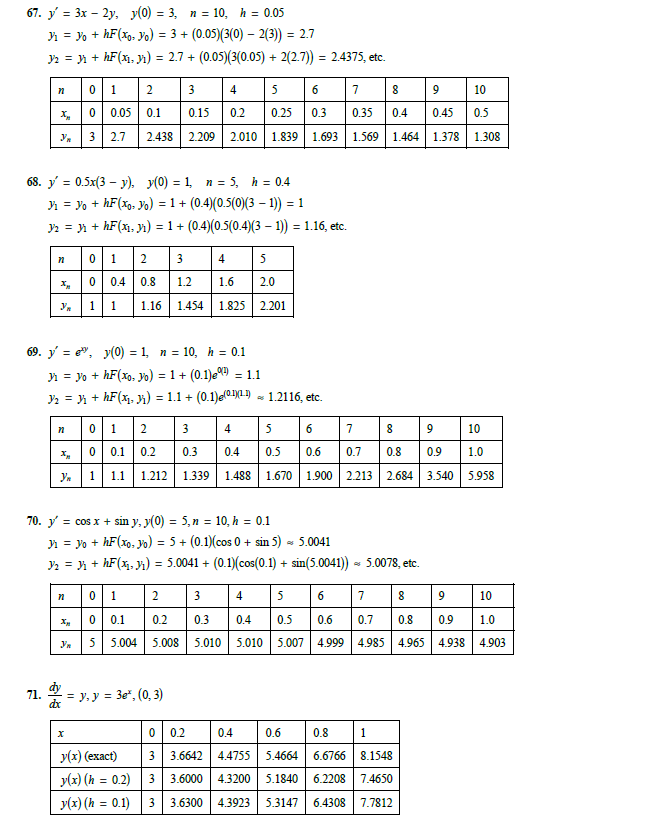 67. y′ = 3x − 2y, y(0) = 3, n = 10, h = 0.05
y₁ = y₀ + hF(x₀, y₀) = 3 + (0.05)(3(0) − 2(3)) = 2.7
y₂ = y₁ + hF(x₁, y₁) = 2.7 + (0.05)(3(0.05) + 2(2.7)) = 2.4375, etc.
n 0 1 2 3 4 5 6 7 8 9 10
xₙ 0 0.05 0.1 0.15 0.2 0.25 0.3 0.35 0.4 0.45 0.5
yₙ 3 2.7 2.438 2.209 2.010 1.839 1.693 1.569 1.464 1.378 1.308
68. y′ = 0.5x(3 − y), y(0) = 1, n = 5, h = 0.4
y₁ = y₀ + hF(x₀, y₀) = 1 + (0.4)(0.5(0)(3 − 1)) = 1
y₂ = y₁ + hF(x₁, y₁) = 1 + (0.4)(0.5(0.4)(3 − 1)) = 1.16, etc.
n 0 1 2 3 4 5
xₙ 0 0.4 0.8 1.2 1.6 2.0
yₙ 1 1 1.16 1.454 1.825 2.201
69. y′ = e^{xy}, y(0) = 1, n = 10, h = 0.1
y₁ = y₀ + hF(x₀, y₀) = 1 + (0.1)e^{0(1)} = 1.1
y₂ = y₁ + hF(x₁, y₁) = 1.1 + (0.1)e^{(0.1)(1.1)} ≈ 1.2116, etc.
n 0 1 2 3 4 5 6 7 8 9 10
xₙ 0 0.1 0.2 0.3 0.4 0.5 0.6 0.7 0.8 0.9 1.0
yₙ 1 1.1 1.212 1.339 1.488 1.670 1.900 2.213 2.684 3.540 5.958
70. y′ = cos x + sin y, y(0) = 5, n = 10, h = 0.1
y₁ = y₀ + hF(x₀, y₀) = 5 + (0.1)(cos 0 + sin 5) ≈ 5.0041
y₂ = y₁ + hF(x₁, y₁) = 5.0041 + (0.1)(cos(0.1) + sin(5.0041)) ≈ 5.0078, etc.
n 0 1 2 3 4 5 6 7 8 9 10
xₙ 0 0.1 0.2 0.3 0.4 0.5 0.6 0.7 0.8 0.9 1.0
yₙ 5 5.004 5.008 5.010 5.010 5.007 4.999 4.985 4.965 4.938 4.903
71. dy/dx = y, y = 3eˣ, (0, 3)
x 0 0.2 0.4 0.6 0.8 1
y(x) (exact) 3 3.6642 4.4755 5.4664 6.6766 8.1548
y(x) (h = 0.2) 3 3.6000 4.3200 5.1840 6.2208 7.4650
y(x) (h = 0.1) 3 3.6300 4.3923 5.3147 6.4308 7.7812